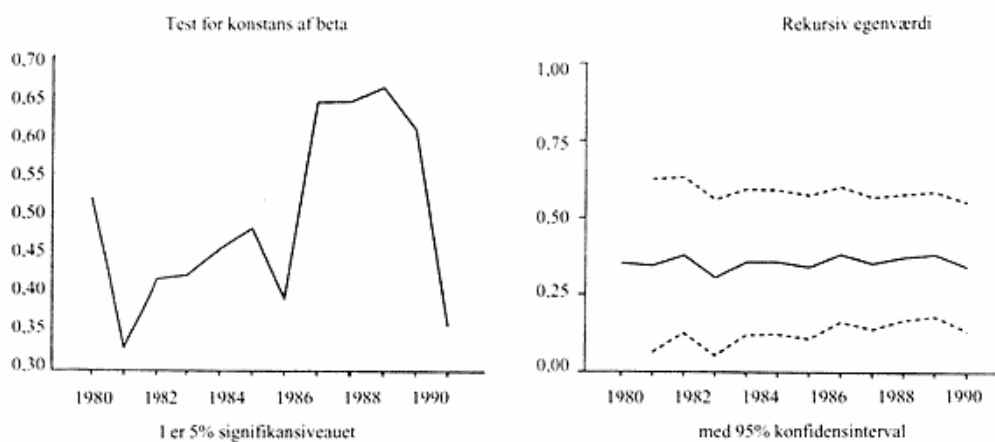 Test for konstans af beta
0,70
0,65
0,60
0,55
0,50
0,45
0,40
0,35
0,30
1980 1982 1984 1986 1988 1990
1 er 5% signifikansiveauet
Rekursiv egenværdi
1,00
0,75
0,50
0,25
0,00
1980 1982 1984 1986 1988 1990
med 95% konfidensinterval